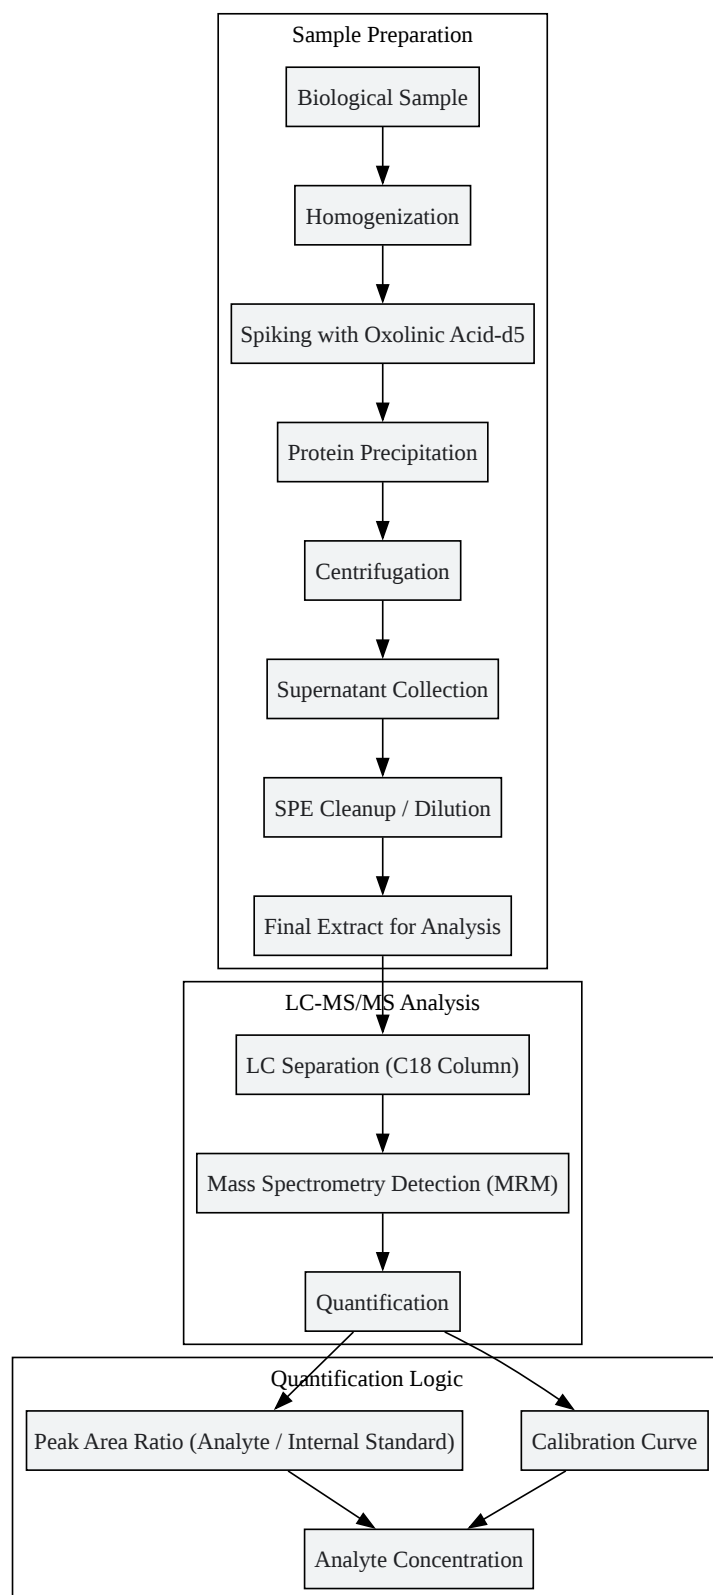 Sample Preparation
Biological Sample
Homogenization
Spiking with Oxolinic Acid-d5
Protein Precipitation
Centrifugation
Supernatant Collection
SPE Cleanup / Dilution
Final Extract for Analysis
LC-MS/MS Analysis
LC Separation (C18 Column)
Mass Spectrometry Detection (MRM)
Quantification
Quantification Logic
Peak Area Ratio (Analyte / Internal Standard)
Calibration Curve
Analyte Concentration